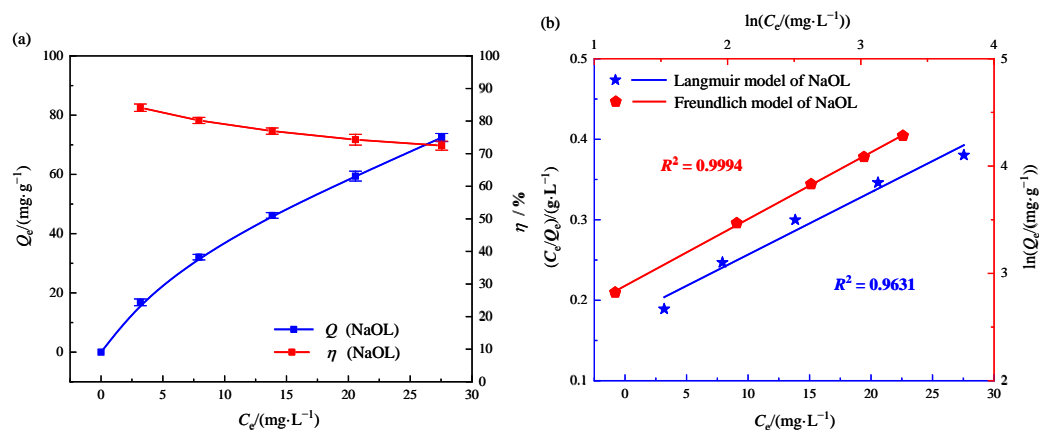 (a)
100
80
60
40
20
0
Qe/(mg·g−1)
100
90
80
70
60
50
40
30
20
10
0
η / %
Q (NaOL)
η (NaOL)
0 5 10 15 20 25 30
Ce/(mg·L−1)
(b)
ln(Ce/(mg·L−1))
1 2 3 4
0.5
0.4
0.3
0.2
0.1
(Ce/Qe)/(g·L−1)
Langmuir model of NaOL
Freundlich model of NaOL
R2 = 0.9994
R2 = 0.9631
5
4
3
2
ln(Qe/(mg·g−1))
0 5 10 15 20 25 30
Ce/(mg·L−1)